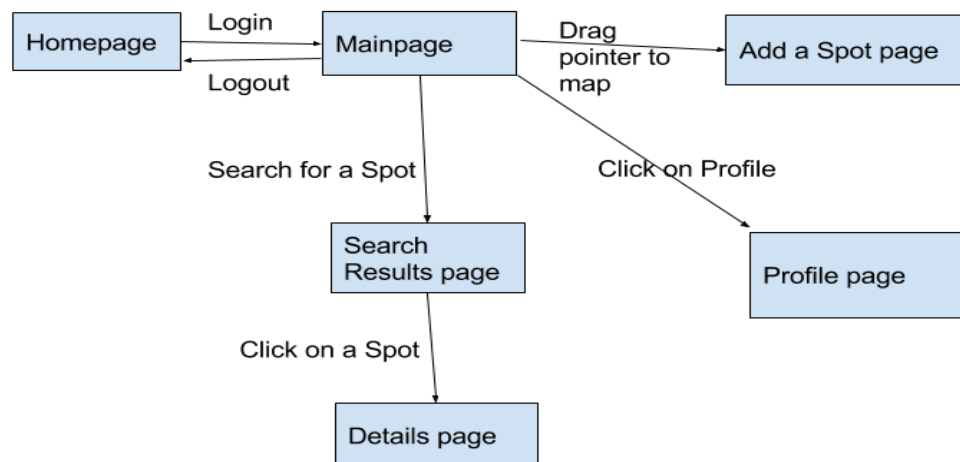 Homepage
Login
Logout
Mainpage
Drag
pointer to
map
Add a Spot page
Search for a Spot
Click on Profile
Search
Results page
Profile page
Click on a Spot
Details page